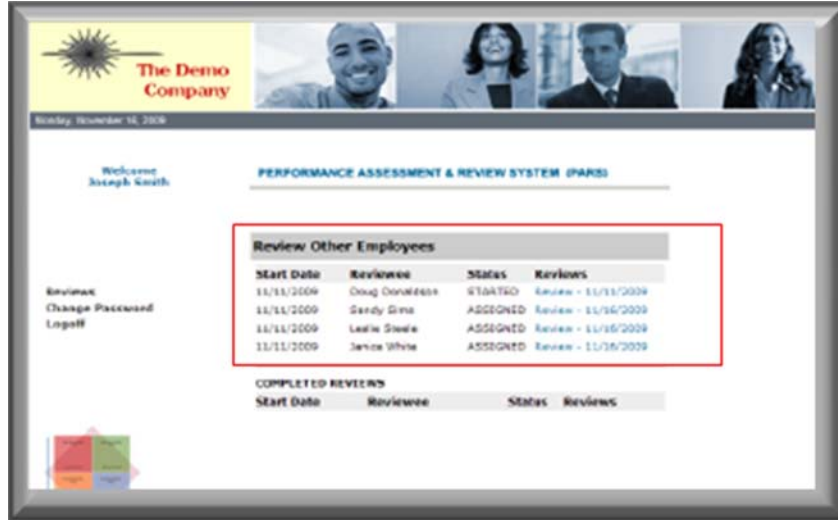 The Demo
Company
Monday, November 16, 2009
Welcome
Joseph Smith
PERFORMANCE ASSESSMENT & REVIEW SYSTEM (PARS)
Review Other Employees
Start Date Reviewee Status Reviews
11/11/2009 Doug Donaldson STARTED Review - 11/11/2009
11/11/2009 Sandy Sims ASSIGNED Review - 11/16/2009
11/11/2009 Leslie Steele ASSIGNED Review - 11/16/2009
11/11/2009 Janice White ASSIGNED Review - 11/16/2009
Reviews
Change Password
Logoff
COMPLETED REVIEWS
Start Date Reviewee Status Reviews